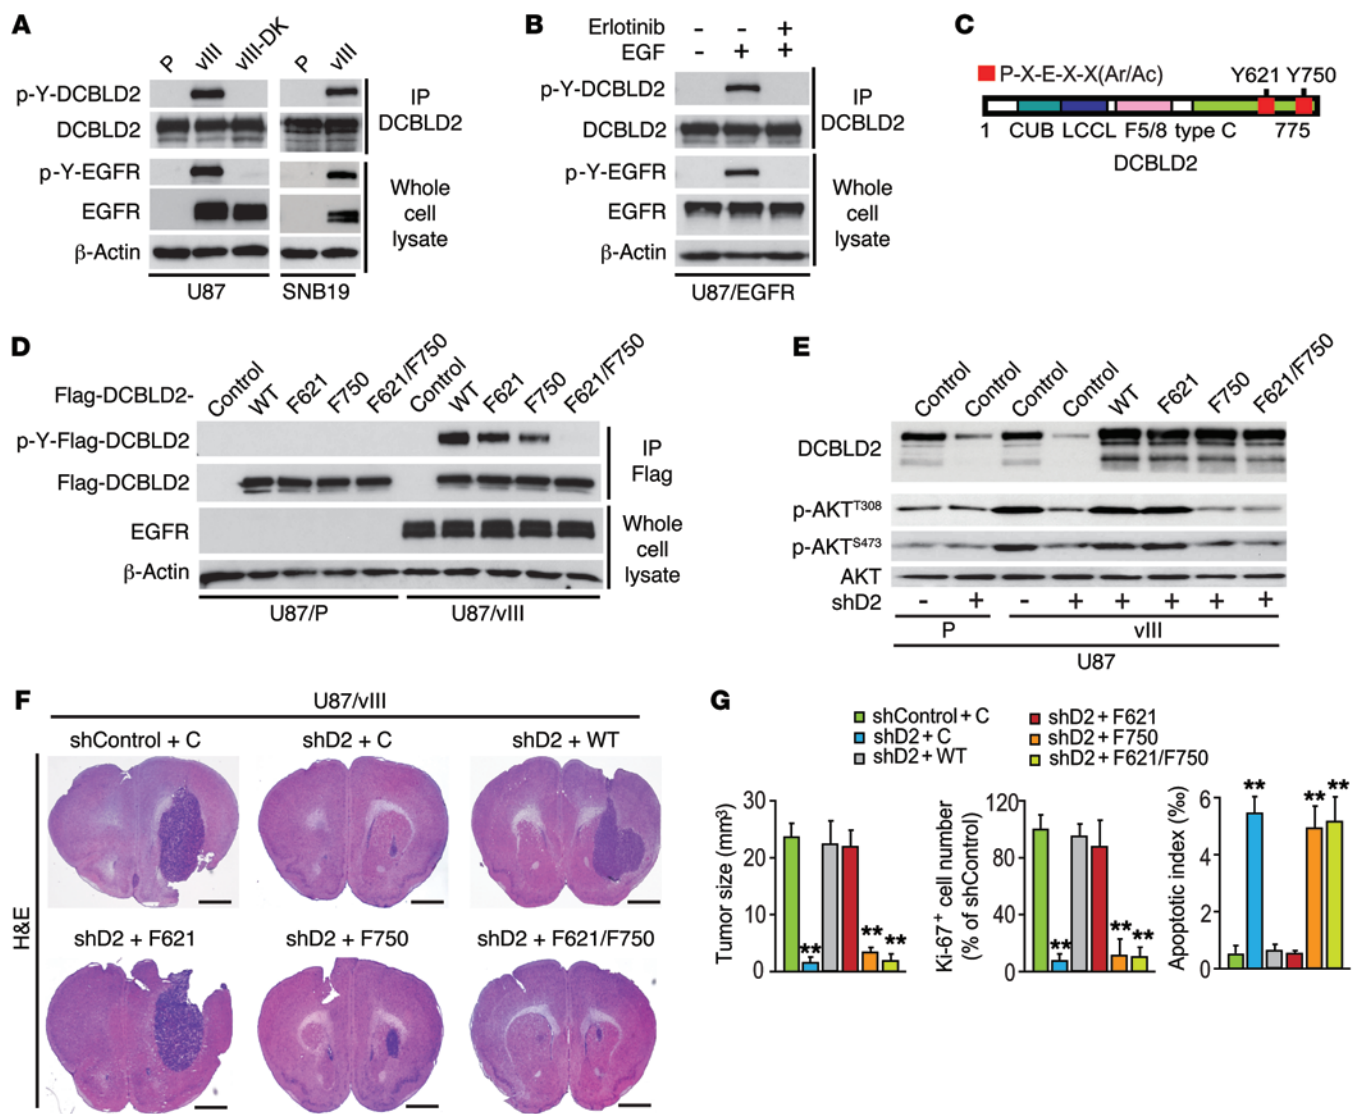 A
P vIII vIII-DK P vIII
p-Y-DCBLD2
DCBLD2
IP
DCBLD2
p-Y-EGFR
EGFR
β-Actin
Whole
cell
lysate
U87 SNB19
B
Erlotinib - - +
EGF - + +
p-Y-DCBLD2
DCBLD2
IP
DCBLD2
p-Y-EGFR
EGFR
β-Actin
Whole
cell
lysate
U87/EGFR
C
P-X-E-X-X(Ar/Ac) Y621 Y750
1 CUB LCCL F5/8 type C 775
DCBLD2
D
Flag-DCBLD2- Control WT F621 F750 F621/F750 Control WT F621 F750 F621/F750
p-Y-Flag-DCBLD2
Flag-DCBLD2
IP
Flag
EGFR
β-Actin
Whole
cell
lysate
U87/P U87/vIII
E
Control Control Control Control WT F621 F750 F621/F750
DCBLD2
p-AKTT308
p-AKTS473
AKT
shD2 - + - + + + + +
P vIII
U87
F
U87/vIII
shControl + C shD2 + C shD2 + WT
H&E
shD2 + F621 shD2 + F750 shD2 + F621/F750
G
shControl + C shD2 + F621
shD2 + C shD2 + F750
shD2 + WT shD2 + F621/F750
Tumor size (mm³)
30
20
10
0
** ** **
Ki-67⁺ cell number
(% of shControl)
120
80
40
0
** ** **
Apoptotic index (‰)
6
4
2
0
** ** **